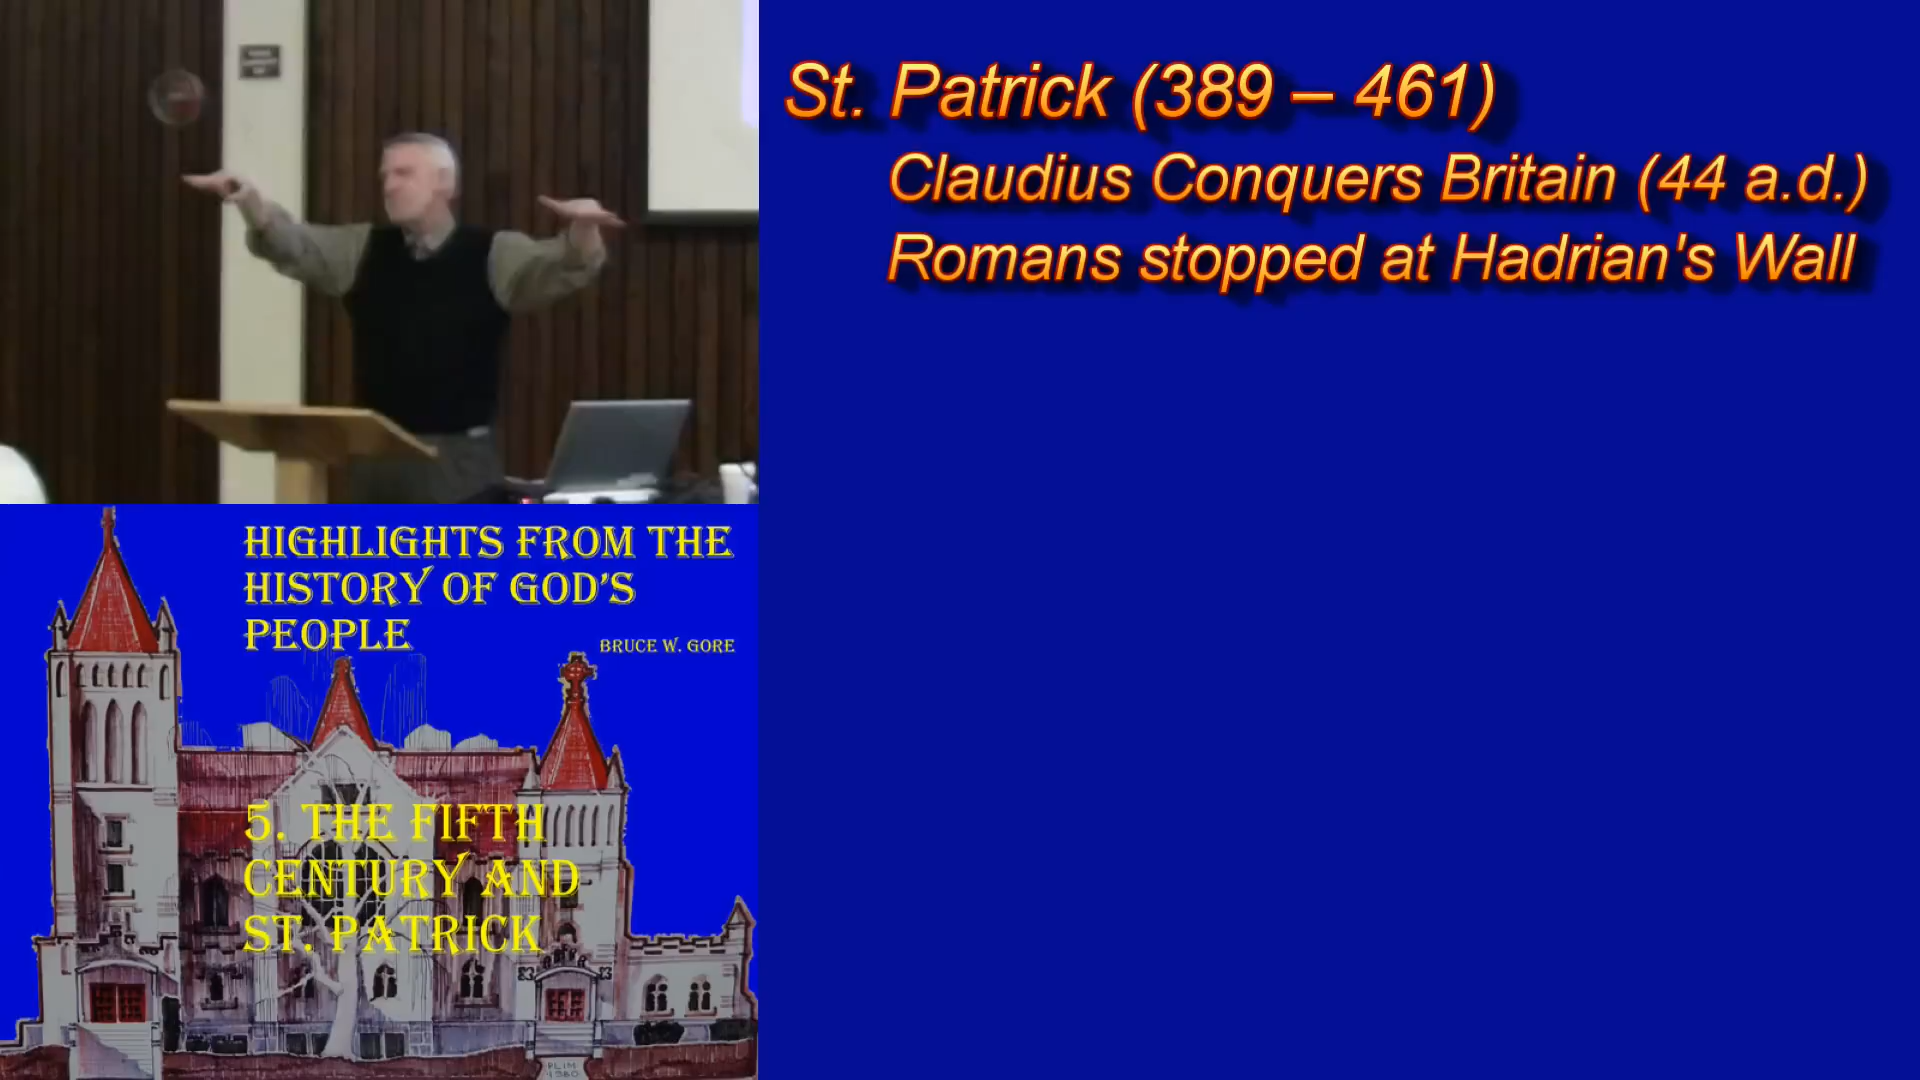 St. Patrick (389 – 461)
Claudius Conquers Britain (44 a.d.)
Romans stopped at Hadrian's Wall
HIGHLIGHTS FROM THE
HISTORY OF GOD'S
PEOPLE
BRUCE W. GORE
5. THE FIFTH
CENTURY AND
ST. PATRICK